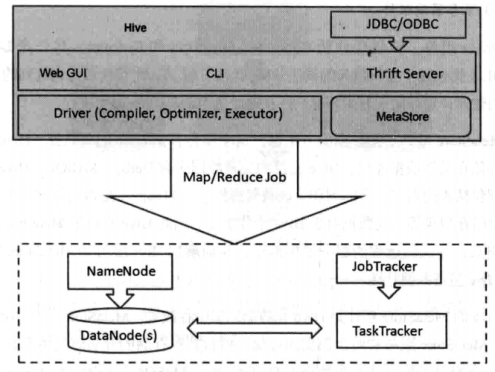 Hive
JDBC/ODBC
Web GUI
CLI
Thrift Server
Driver (Compiler, Optimizer, Executor)
MetaStore
Map/Reduce Job
NameNode
JobTracker
DataNode(s)
TaskTracker